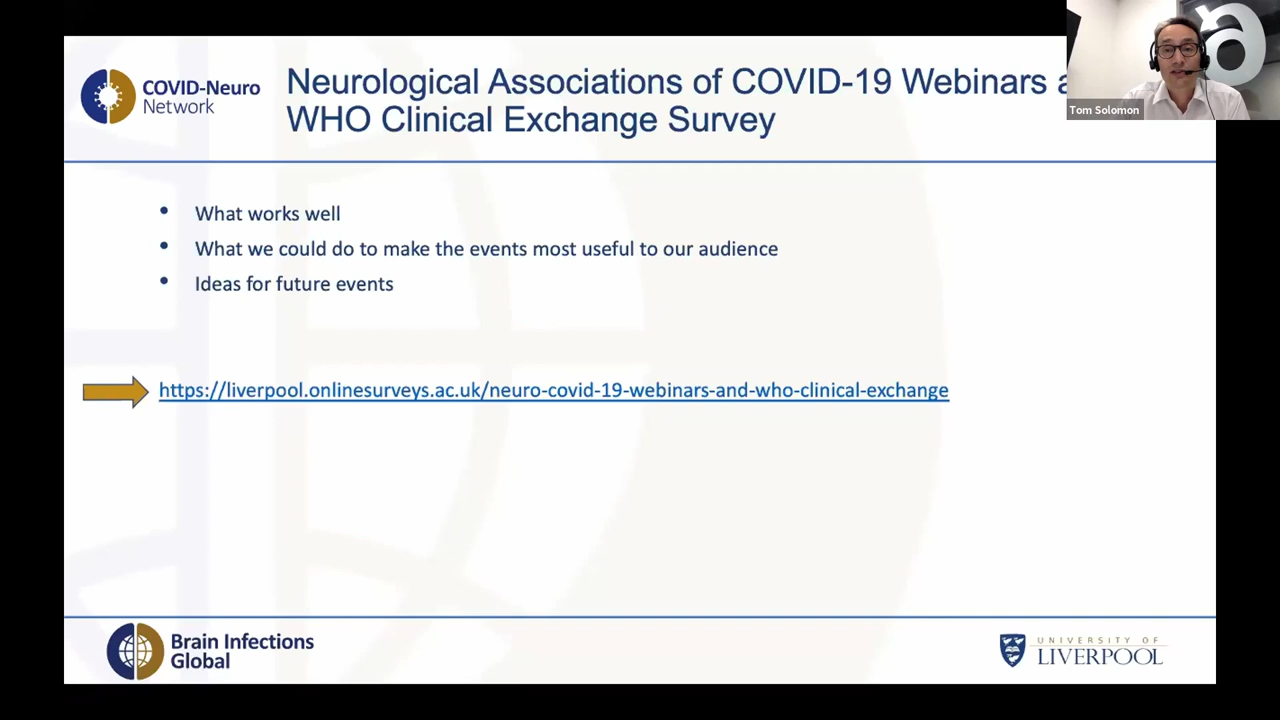 COVID-Neuro
Network
Neurological Associations of COVID-19 Webinars
WHO Clinical Exchange Survey
Tom Solomon
• What works well
• What we could do to make the events most useful to our audience
• Ideas for future events
https://liverpool.onlinesurveys.ac.uk/neuro-covid-19-webinars-and-who-clinical-exchange
Brain Infections
Global
UNIVERSITY OF
LIVERPOOL